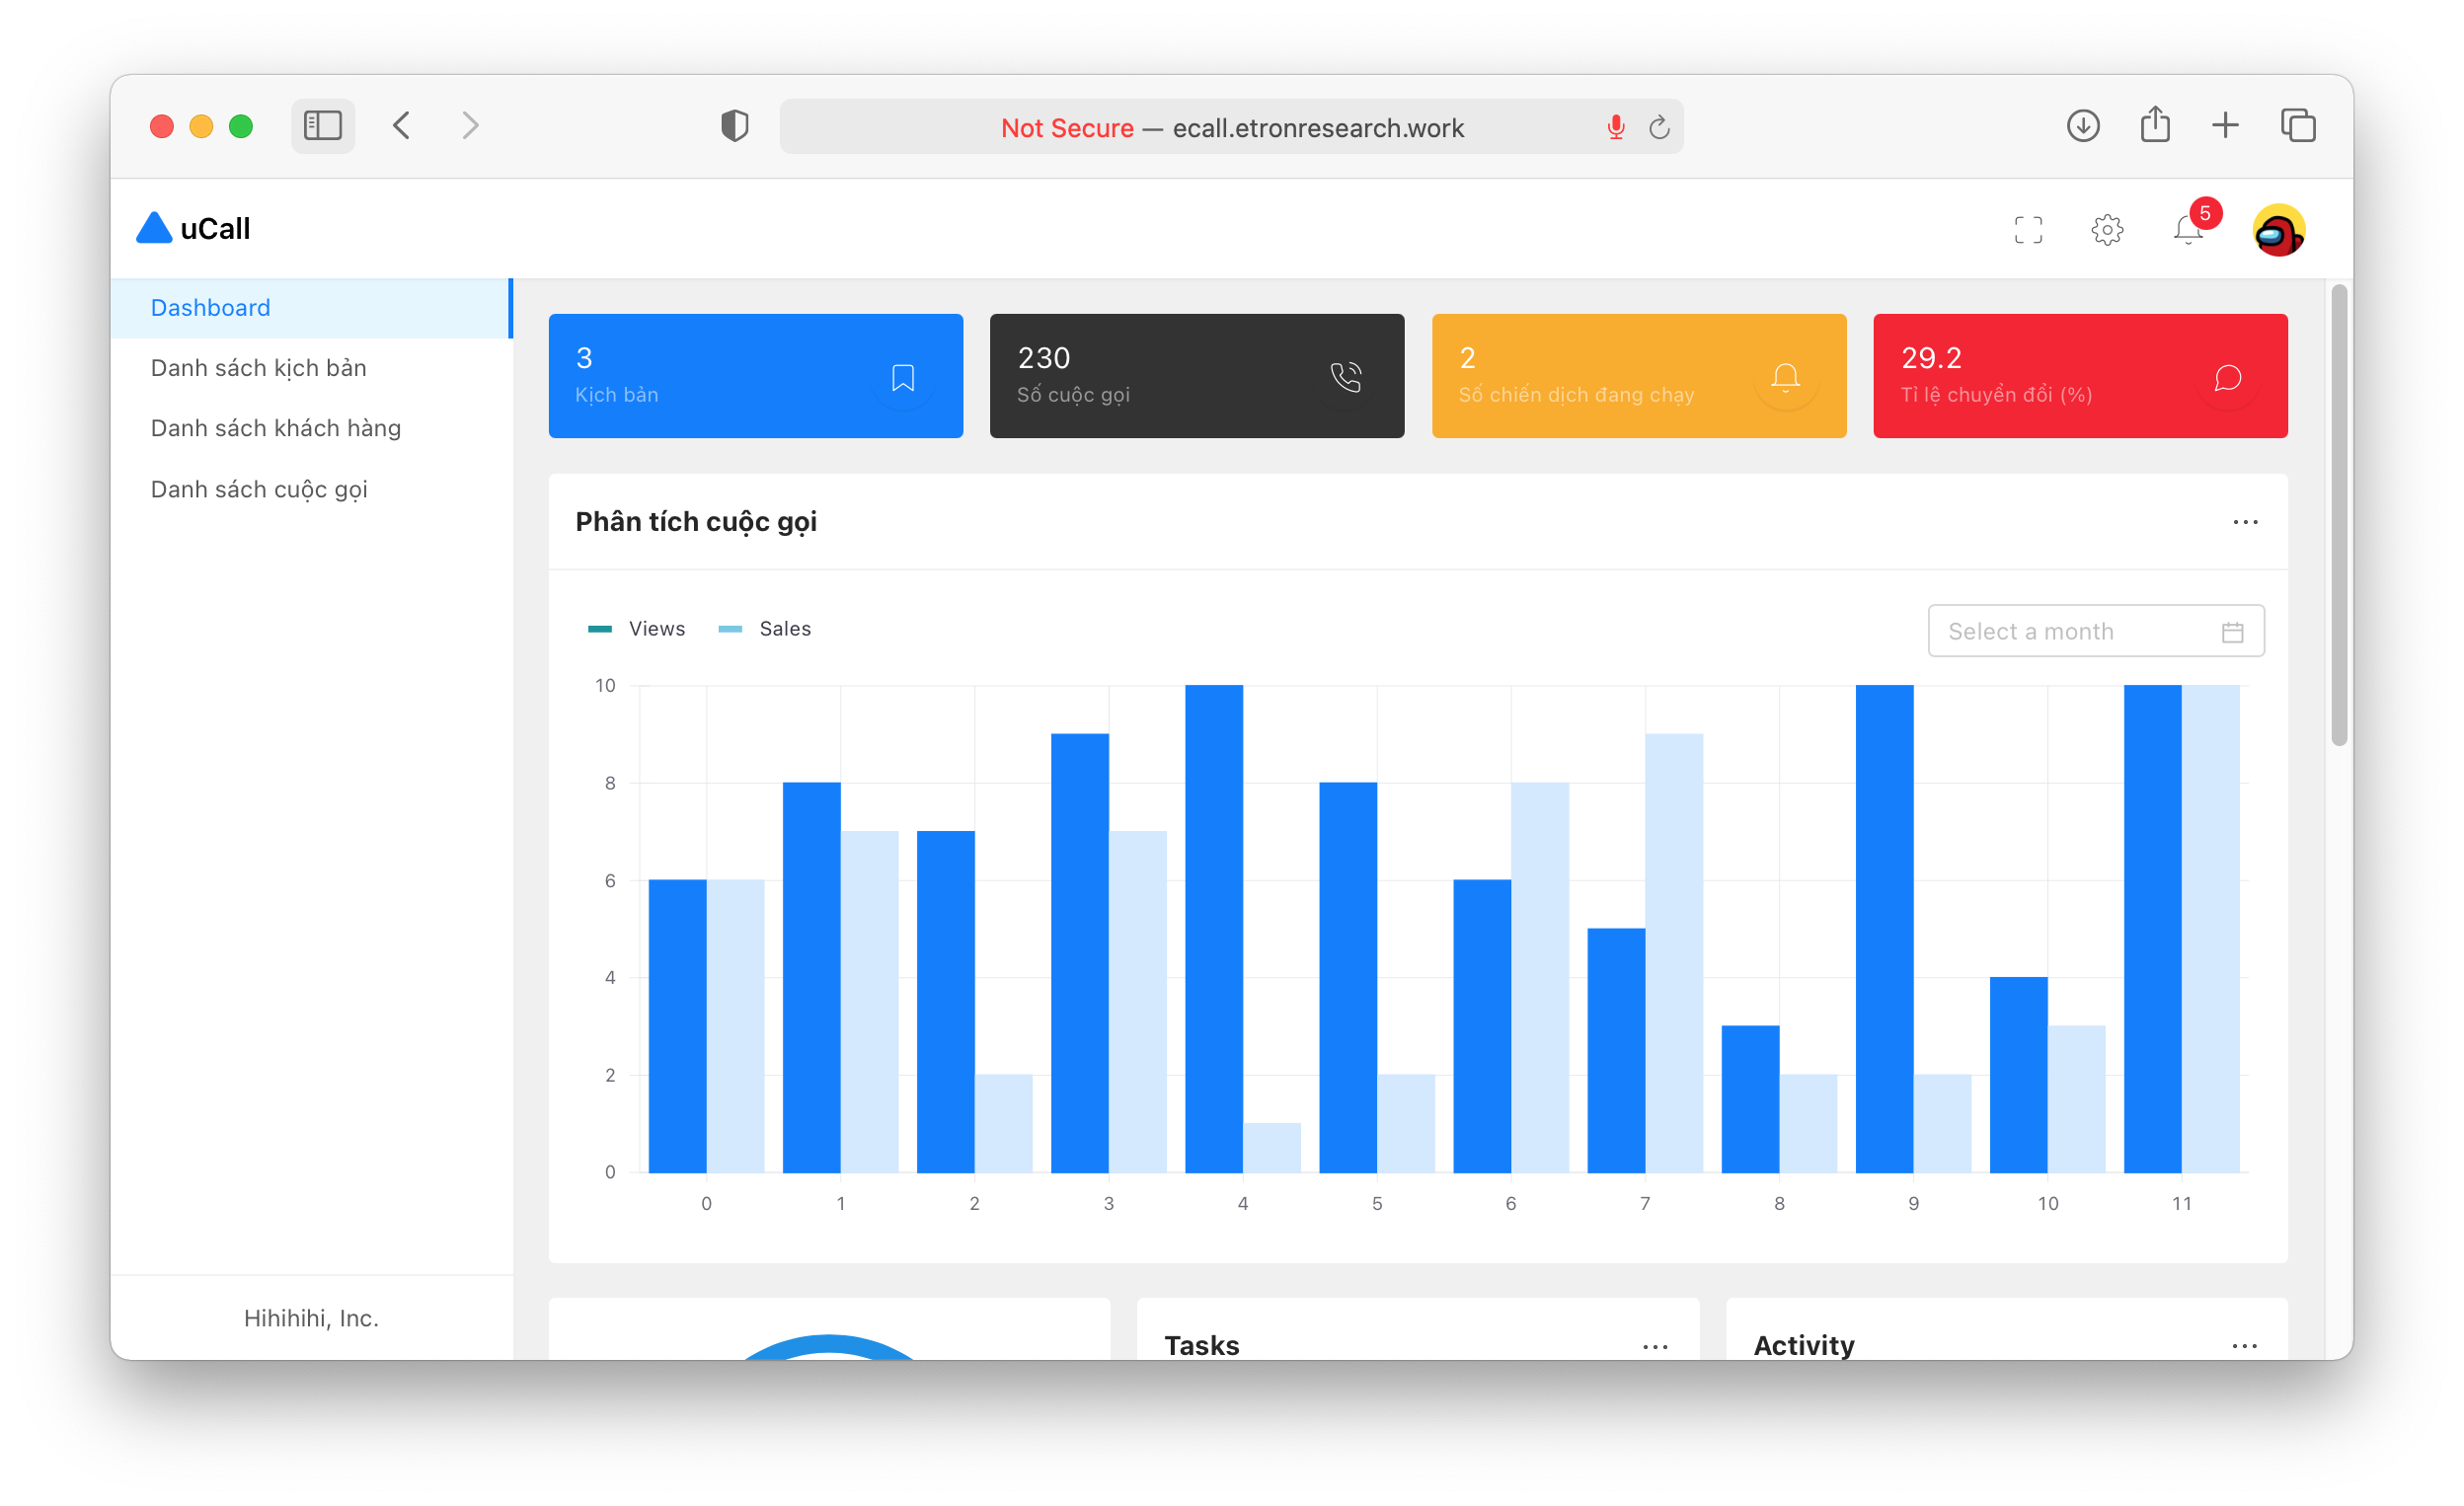 Not Secure — ecall.etronresearch.work
uCall
5
Dashboard
Danh sách kịch bản
Danh sách khách hàng
Danh sách cuộc gọi
Hihihihi, Inc.
3
Kịch bản
230
Số cuộc gọi
2
Số chiến dịch đang chạy
29.2
Tỉ lệ chuyển đổi (%)
Phân tích cuộc gọi
Views Sales
Select a month
10
8
6
4
2
0
0 1 2 3 4 5 6 7 8 9 10 11
Tasks
Activity